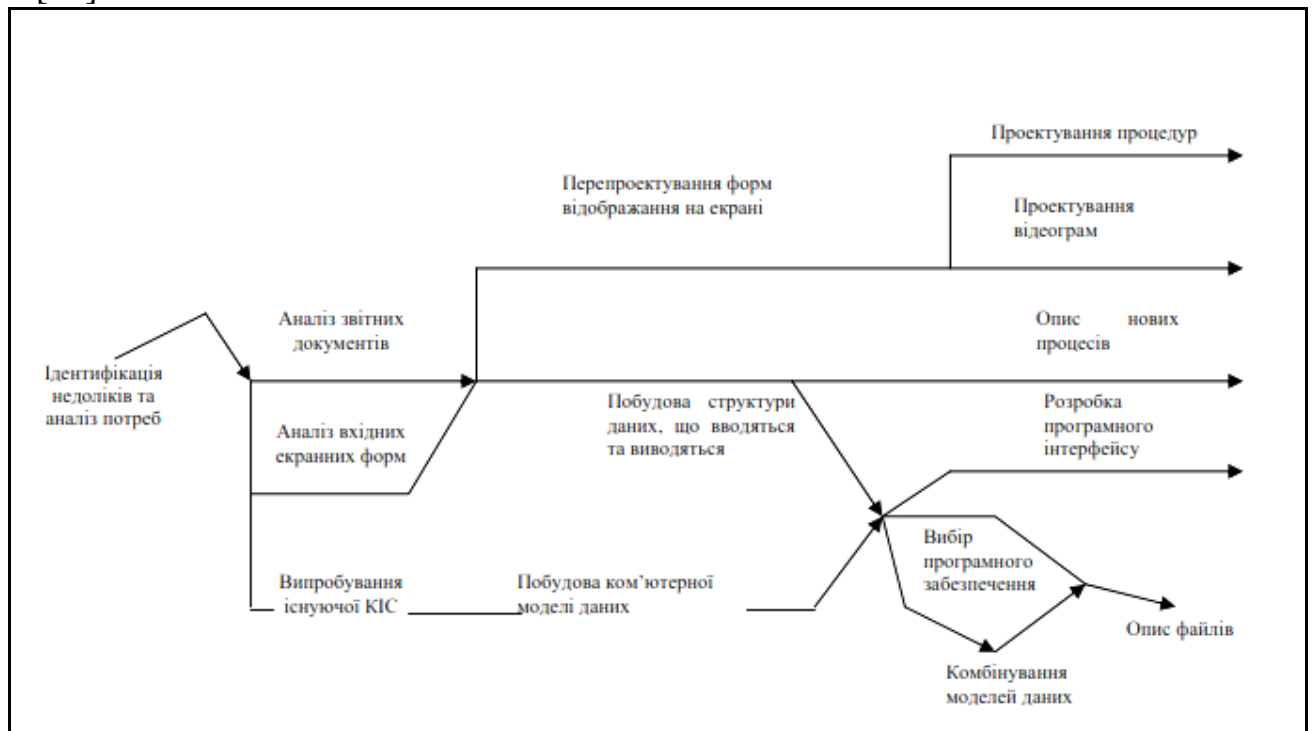 Проектування процедур
Перепроектування форм
відображання на екрані
Проектування
відеограм
Аналіз звітних
документів
Опис нових
процесів
Ідентифікація
недоліків та
аналіз потреб
Побудова структури
даних, що вводяться
та виводяться
Розробка
програмного
інтерфейсу
Аналіз вхідних
екранних форм
Вибір
програмного
забезпечення
Випробування
існуючої КІС
Побудова ком’ютерної
моделі даних
Опис файлів
Комбінування
моделей даних